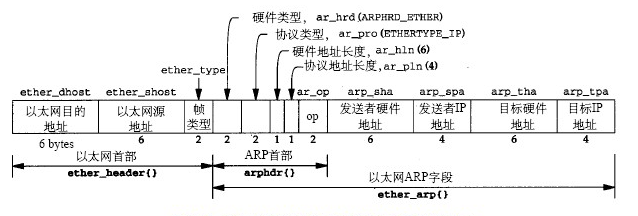 硬件类型, ar_hrd(ARPHRD_ETHER)
协议类型, ar_pro(ETHERTYPE_IP)
硬件地址长度, ar_hln(6)
协议地址长度, ar_pln(4)
ether_type
ether_dhost ether_shost ar_op arp_sha arp_spa arp_tha arp_tpa
以太网目的地址 以太网源地址 帧类型 op 发送者硬件地址 发送者IP地址 目标硬件地址 目标IP地址
6 bytes 6 2 2 2 1 1 2 6 4 6 4
以太网首部 ARP首部 以太网ARP字段
ether_header{} arphdr{} ether_arp{}